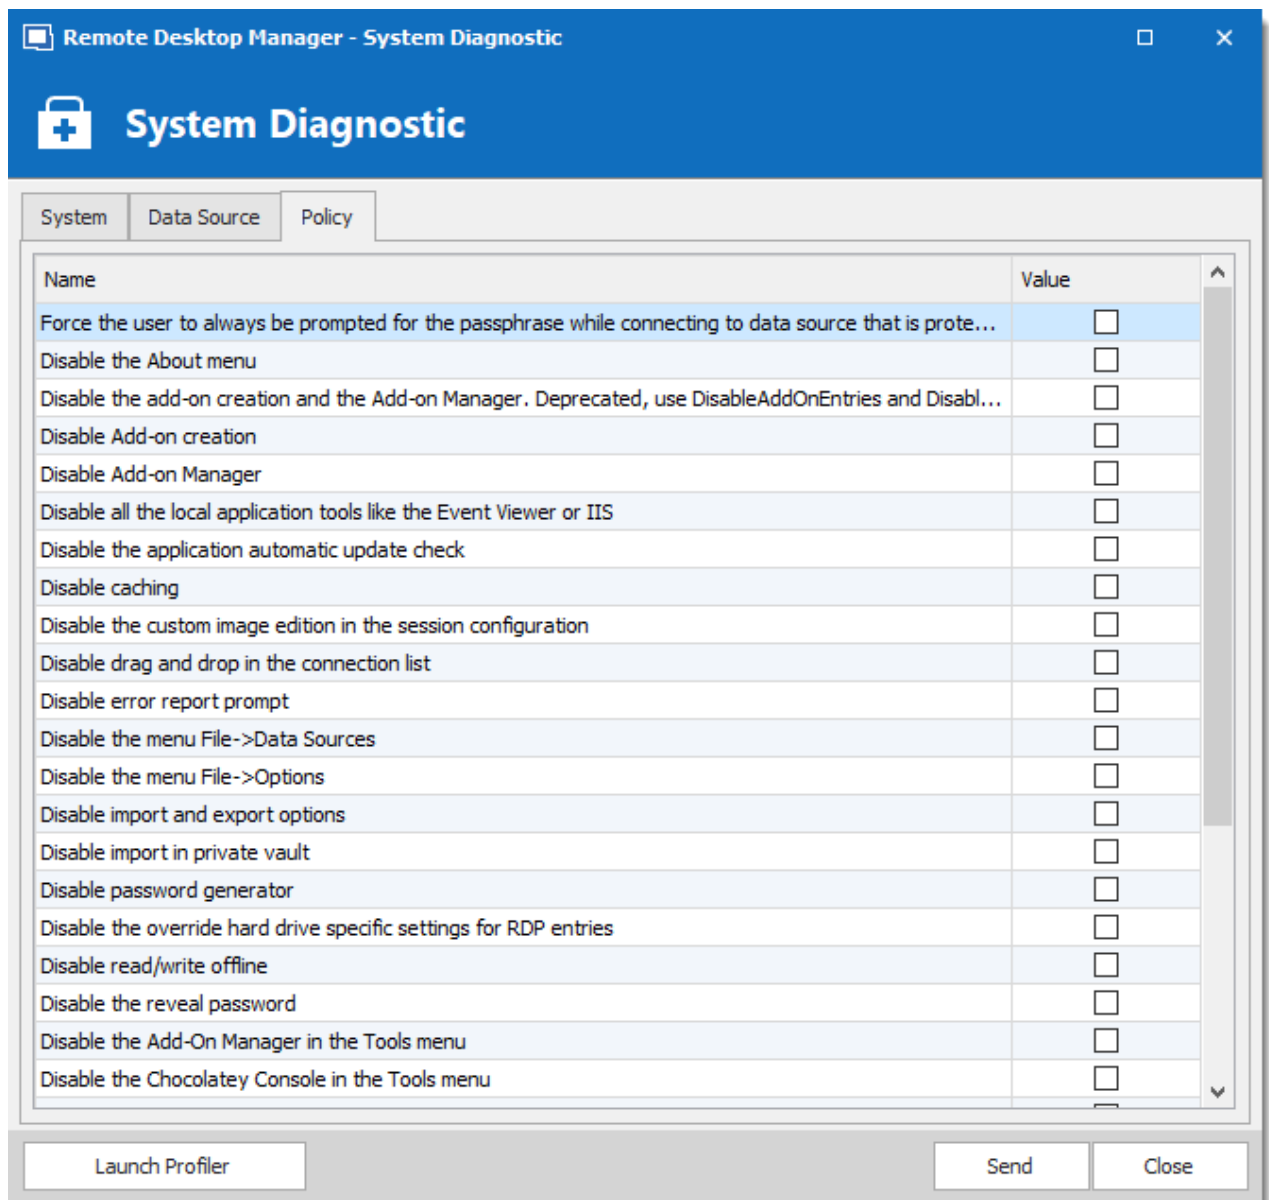 Remote Desktop Manager - System Diagnostic
System Diagnostic
System Data Source Policy
Name Value
Force the user to always be prompted for the passphrase while connecting to data source that is prote...
Disable the About menu
Disable the add-on creation and the Add-on Manager. Deprecated, use DisableAddOnEntries and Disabl...
Disable Add-on creation
Disable Add-on Manager
Disable all the local application tools like the Event Viewer or IIS
Disable the application automatic update check
Disable caching
Disable the custom image edition in the session configuration
Disable drag and drop in the connection list
Disable error report prompt
Disable the menu File->Data Sources
Disable the menu File->Options
Disable import and export options
Disable import in private vault
Disable password generator
Disable the override hard drive specific settings for RDP entries
Disable read/write offline
Disable the reveal password
Disable the Add-On Manager in the Tools menu
Disable the Chocolatey Console in the Tools menu
Launch Profiler Send Close